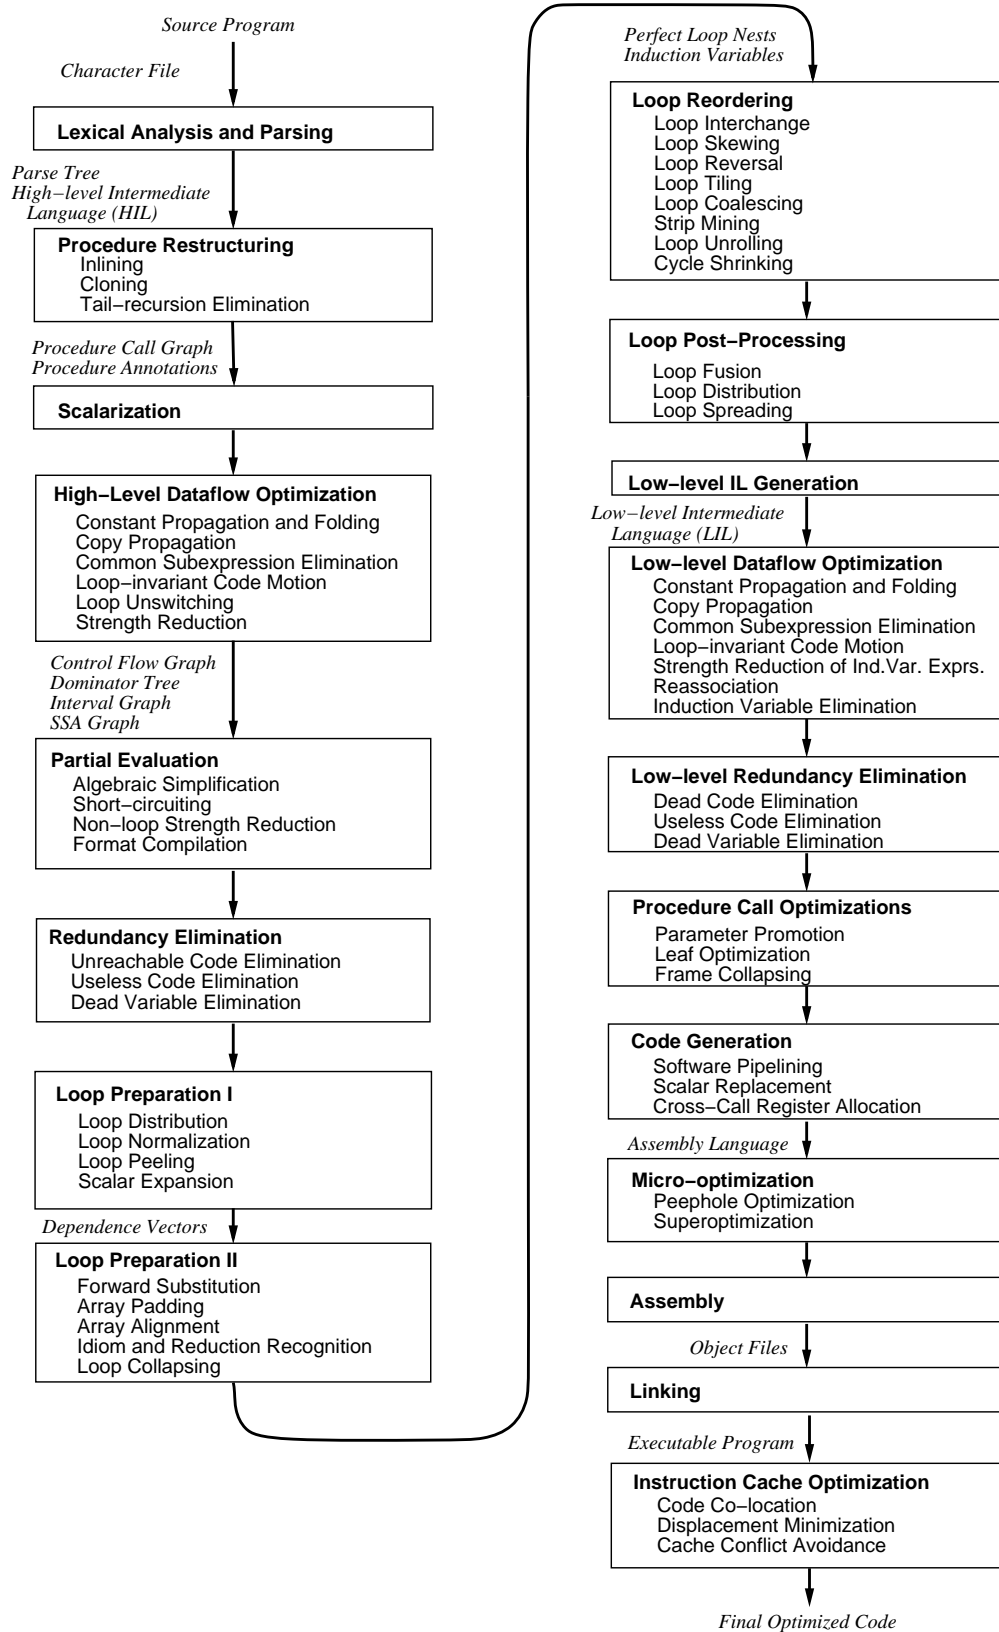 Source Program
Character File
Lexical Analysis and Parsing
Parse Tree
High−level Intermediate
Language (HIL)
Procedure Restructuring
Inlining
Cloning
Tail−recursion Elimination
Procedure Call Graph
Procedure Annotations
Scalarization
High−Level Dataflow Optimization
Constant Propagation and Folding
Copy Propagation
Common Subexpression Elimination
Loop−invariant Code Motion
Loop Unswitching
Strength Reduction
Control Flow Graph
Dominator Tree
Interval Graph
SSA Graph
Partial Evaluation
Algebraic Simplification
Short−circuiting
Non−loop Strength Reduction
Format Compilation
Redundancy Elimination
Unreachable Code Elimination
Useless Code Elimination
Dead Variable Elimination
Loop Preparation I
Loop Distribution
Loop Normalization
Loop Peeling
Scalar Expansion
Dependence Vectors
Loop Preparation II
Forward Substitution
Array Padding
Array Alignment
Idiom and Reduction Recognition
Loop Collapsing
Perfect Loop Nests
Induction Variables
Loop Reordering
Loop Interchange
Loop Skewing
Loop Reversal
Loop Tiling
Loop Coalescing
Strip Mining
Loop Unrolling
Cycle Shrinking
Loop Post−Processing
Loop Fusion
Loop Distribution
Loop Spreading
Low−level IL Generation
Low−level Intermediate
Language (LIL)
Low−level Dataflow Optimization
Constant Propagation and Folding
Copy Propagation
Common Subexpression Elimination
Loop−invariant Code Motion
Strength Reduction of Ind.Var. Exprs.
Reassociation
Induction Variable Elimination
Low−level Redundancy Elimination
Dead Code Elimination
Useless Code Elimination
Dead Variable Elimination
Procedure Call Optimizations
Parameter Promotion
Leaf Optimization
Frame Collapsing
Code Generation
Software Pipelining
Scalar Replacement
Cross−Call Register Allocation
Assembly Language
Micro−optimization
Peephole Optimization
Superoptimization
Assembly
Object Files
Linking
Executable Program
Instruction Cache Optimization
Code Co−location
Displacement Minimization
Cache Conflict Avoidance
Final Optimized Code